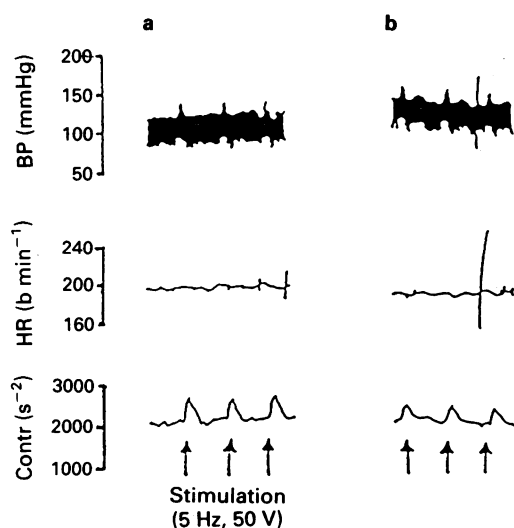 a
b
BP (mmHg)
200
150
100
50
HR (b min⁻¹)
240
200
160
Contr (s⁻²)
3000
2000
1000
Stimulation
(5 Hz, 50 V)